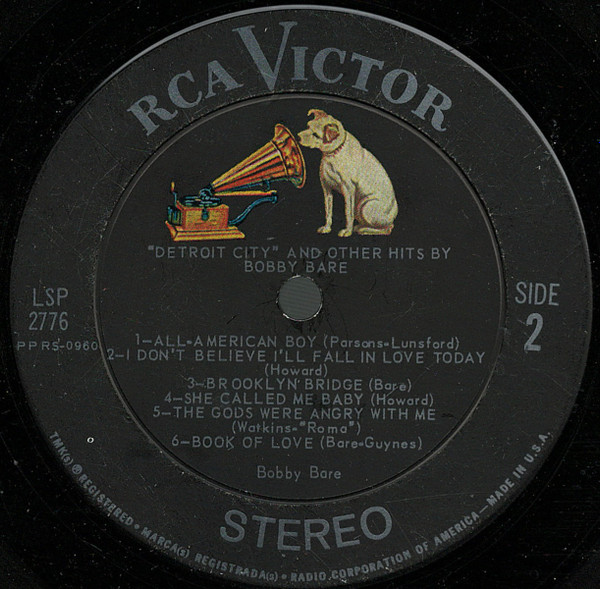 RCA VICTOR
"DETROIT CITY" AND OTHER HITS BY
BOBBY BARE
LSP
2776
PPRS-0960
SIDE
2
1—ALL-AMERICAN BOY (Parsons-Lunsford)
2—I DON'T BELIEVE I'LL FALL IN LOVE TODAY
(Howard)
3—BROOKLYN BRIDGE (Bare)
4—SHE CALLED ME BABY (Howard)
5—THE GODS WERE ANGRY WITH ME
(Watkins-"Roma")
6—BOOK OF LOVE (Bare-Guynes)
Bobby Bare
STEREO
TMK(s) ® REGISTERED • MARCA(s) REGISTRADA(s) • RADIO CORPORATION OF AMERICA—MADE IN U.S.A.